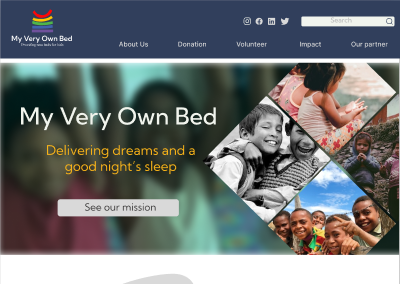 Search
My Very Own Bed
Providing new beds for kids
About Us
Donation
Volunteer
Impact
Our partner
My Very Own Bed
Delivering dreams and a
good night's sleep
See our mission